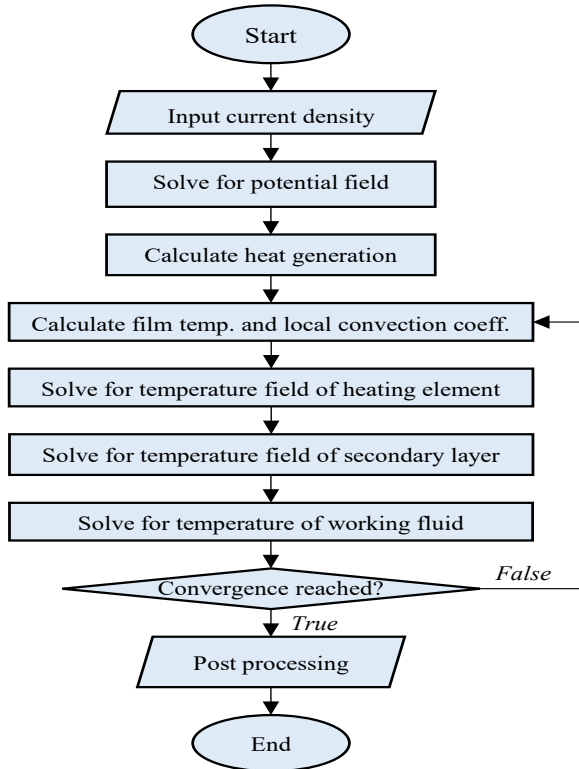 Start
Input current density
Solve for potential field
Calculate heat generation
Calculate film temp. and local convection coeff.
Solve for temperature field of heating element
Solve for temperature field of secondary layer
Solve for temperature of working fluid
Convergence reached?
False
True
Post processing
End